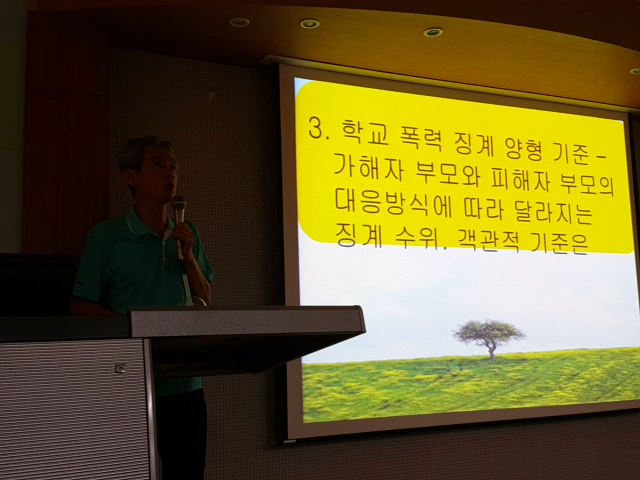 3. 학교 폭력 징계 양형 기준 -
가해자 부모와 피해자 부모의
대응방식에 따라 달라지는
징계 수위. 객관적 기준은